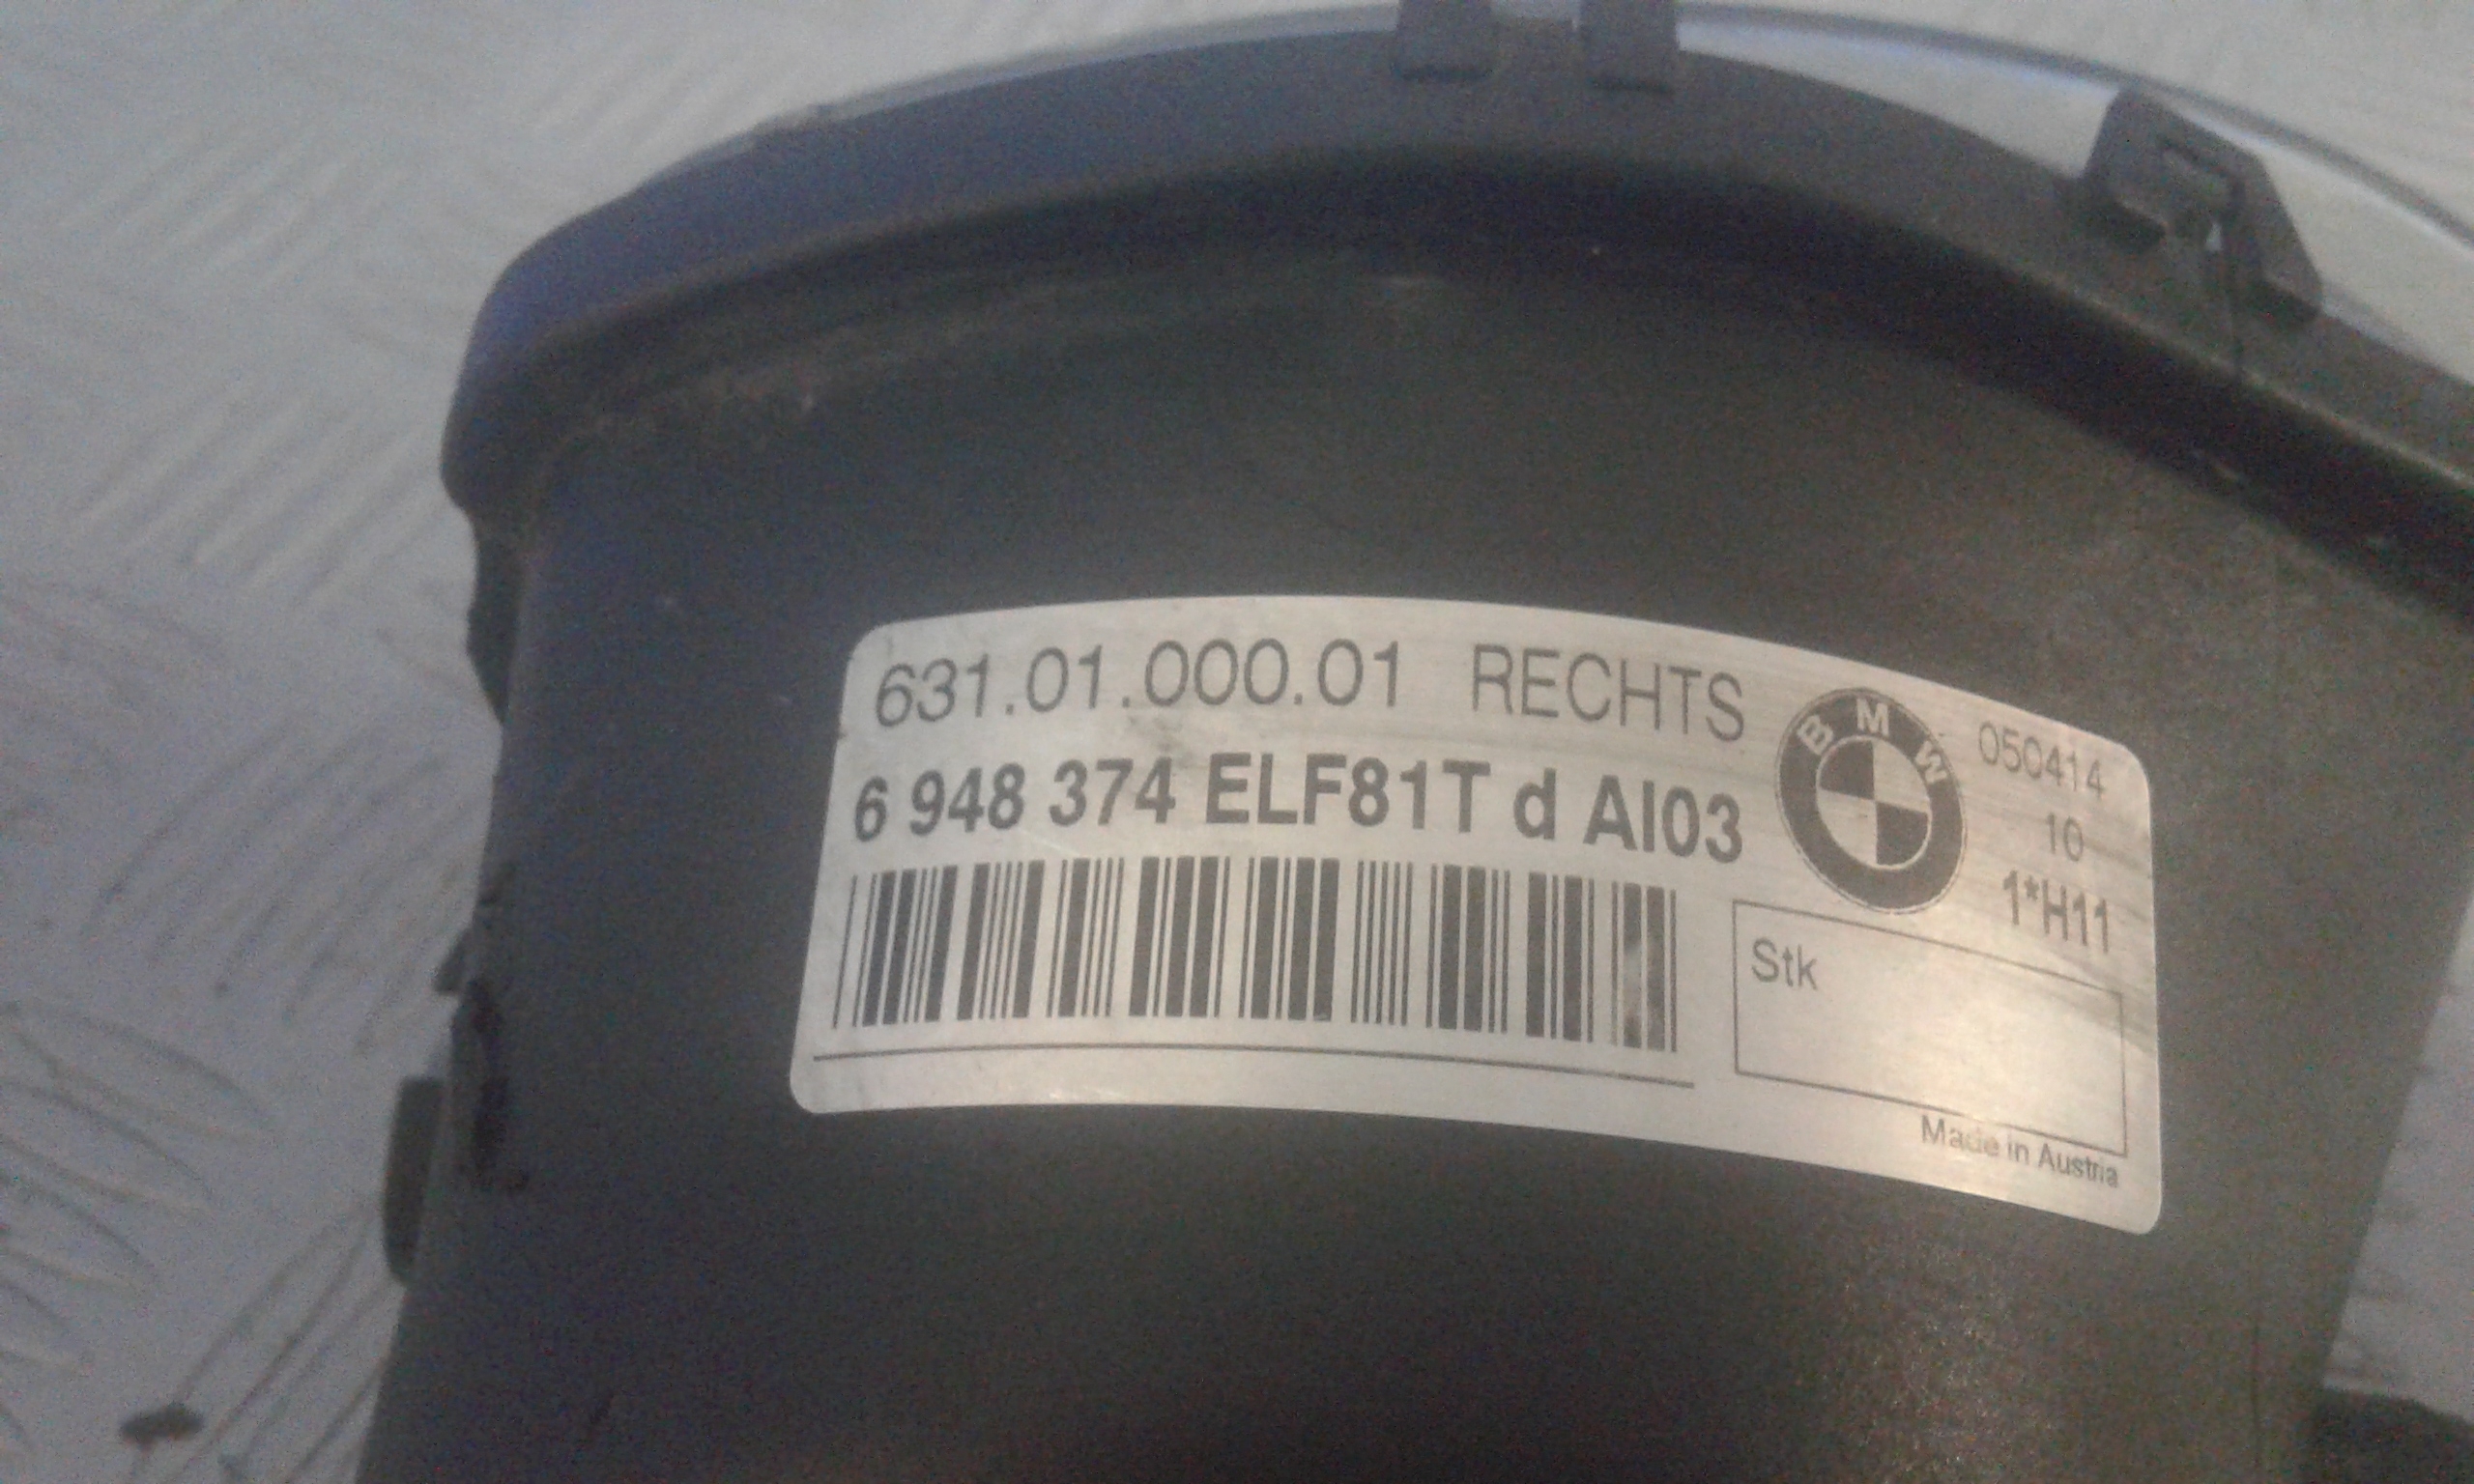 631.01.000.01 RECHTS
6 948 374 ELF81T d AI03
BMW
050414
10
1*H11
Stk
Made in Austria